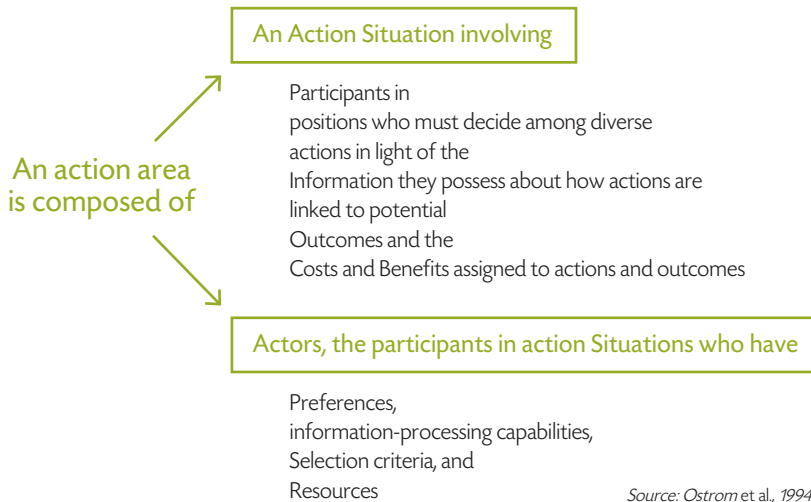 An Action Situation involving
Participants in
positions who must decide among diverse
actions in light of the
Information they possess about how actions are
linked to potential
Outcomes and the
Costs and Benefits assigned to actions and outcomes
An action area
is composed of
Actors, the participants in action Situations who have
Preferences,
information-processing capabilities,
Selection criteria, and
Resources
Source: Ostrom et al., 1994